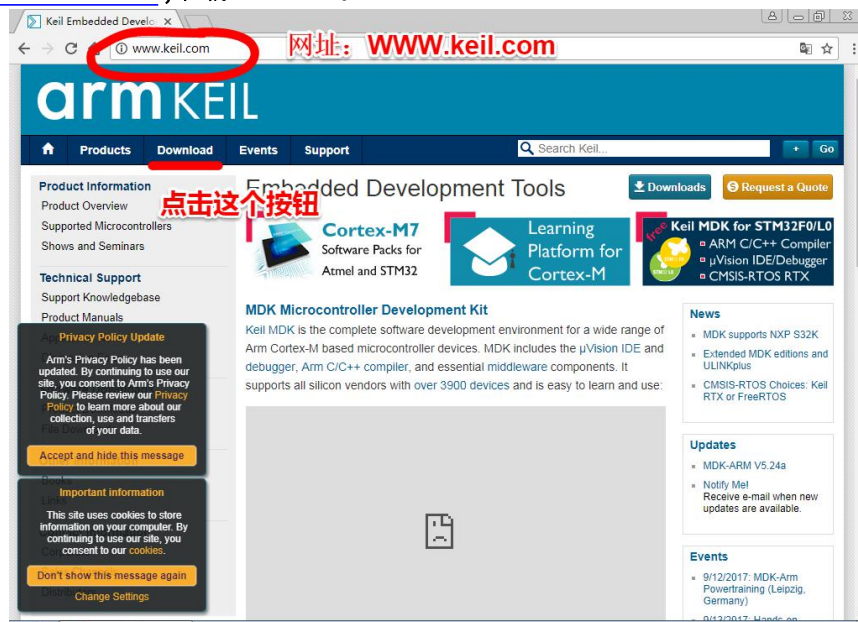 Keil Embedded Develo
www.keil.com
网址：WWW.keil.com
arm KEIL
Products
Download
Events
Support
Search Keil...
+
Go
Product Information
Product Overview
Supported Microcontrollers
Shows and Seminars
Technical Support
Support Knowledgebase
Product Manuals
点击这个按钮
Embedded Development Tools
Downloads
Request a Quote
Cortex-M7
Software Packs for
Atmel and STM32
Learning
Platform for
Cortex-M
free
Keil MDK for STM32F0/L0
ARM C/C++ Compiler
µVision IDE/Debugger
CMSIS-RTOS RTX
MDK Microcontroller Development Kit
Keil MDK is the complete software development environment for a wide range of
Arm Cortex-M based microcontroller devices. MDK includes the µVision IDE and
debugger, Arm C/C++ compiler, and essential middleware components. It
supports all silicon vendors with over 3900 devices and is easy to learn and use:
News
MDK supports NXP S32K
Extended MDK editions and
ULINKplus
CMSIS-RTOS Choices: Keil
RTX or FreeRTOS
Updates
MDK-ARM V5.24a
Notify Me!
Receive e-mail when new
updates are available.
Events
9/12/2017: MDK-Arm
Powertraining (Leipzig,
Germany)
9/13/2017: Hands-on
Privacy Policy Update
Arm's Privacy Policy has been
updated. By continuing to use our
site, you consent to Arm's Privacy
Policy. Please review our Privacy
Policy to learn more about our
collection, use and transfers
of your data.
Accept and hide this message
Important information
This site uses cookies to store
information on your computer. By
continuing to use our site, you
consent to our cookies.
Don't show this message again
Change Settings